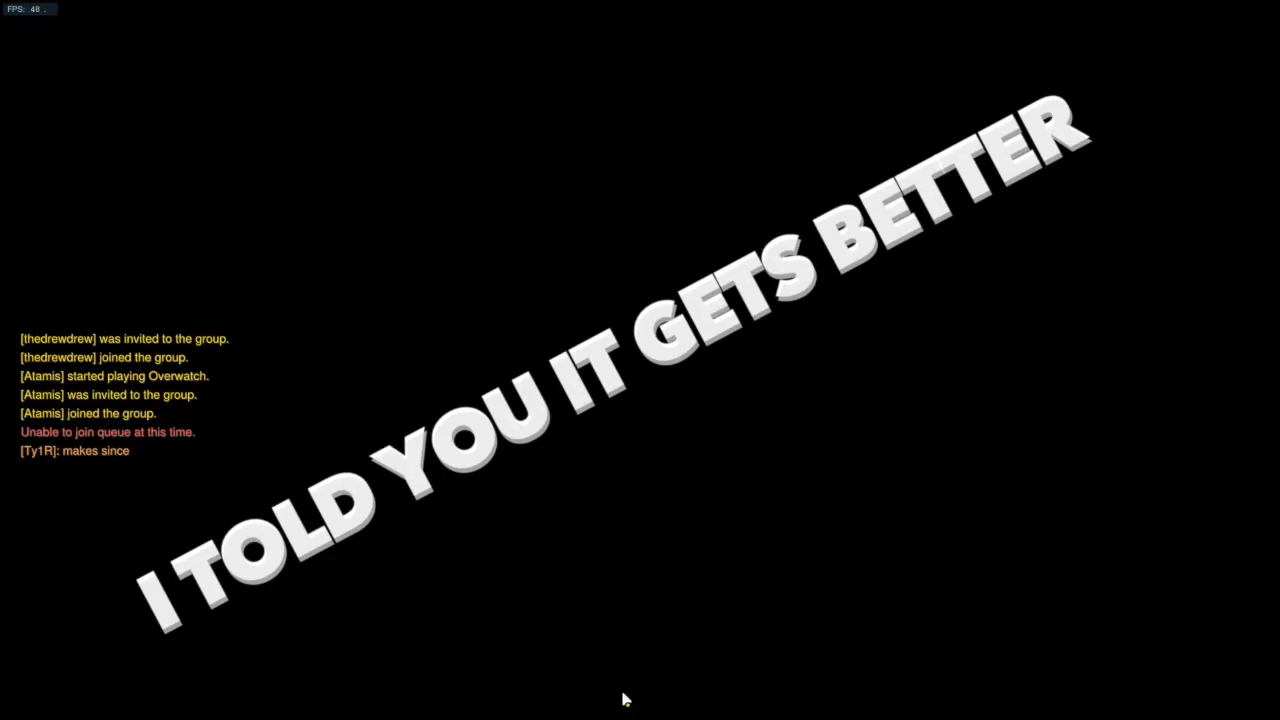 FPS: 48 .
I TOLD YOU IT GETS BETTER
[thedrewdrew] was invited to the group.
[thedrewdrew] joined the group.
[Atamis] started playing Overwatch.
[Atamis] was invited to the group.
[Atamis] joined the group.
Unable to join queue at this time.
[Ty1R]: makes since